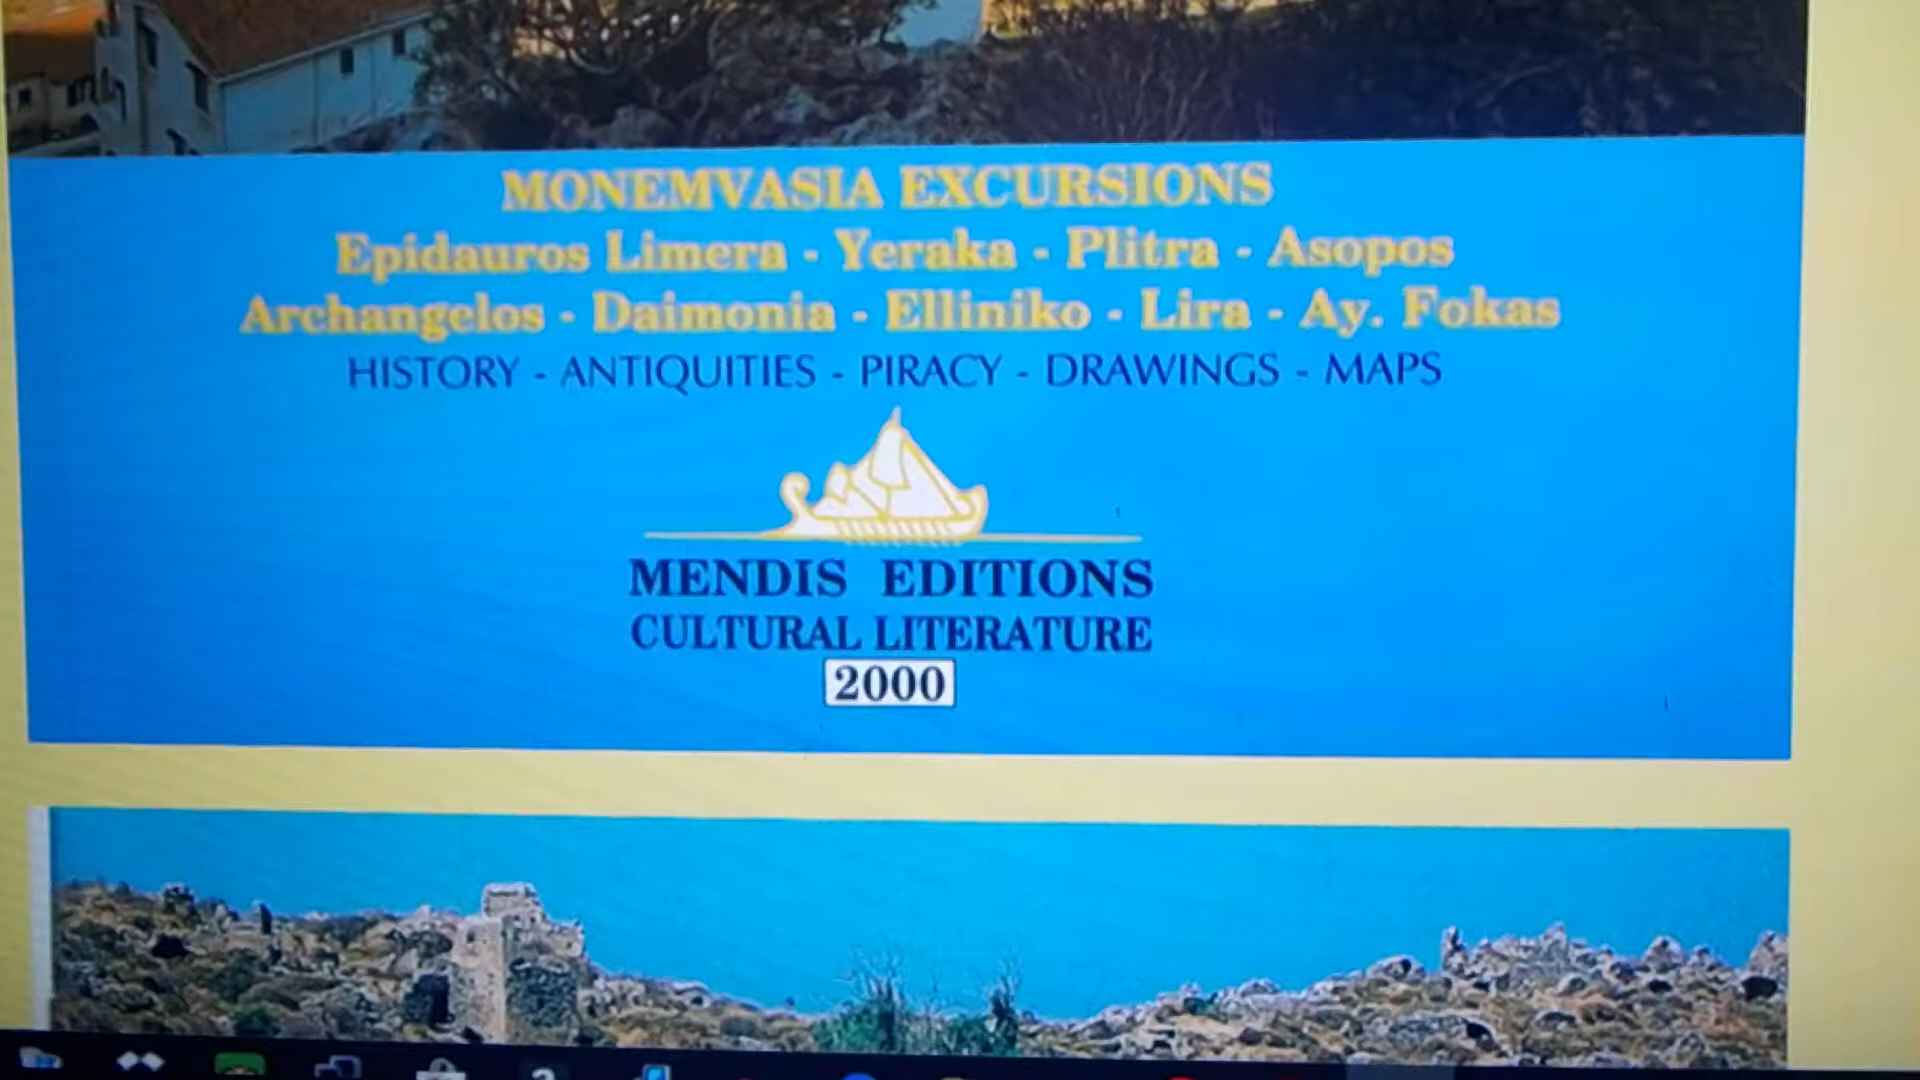 MONEMVASIA EXCURSIONS
Epidauros Limera - Yeraka - Plitra - Asopos
Archangelos - Daimonia - Elliniko - Lira - Ay. Fokas
HISTORY - ANTIQUITIES - PIRACY - DRAWINGS - MAPS
MENDIS EDITIONS
CULTURAL LITERATURE
2000